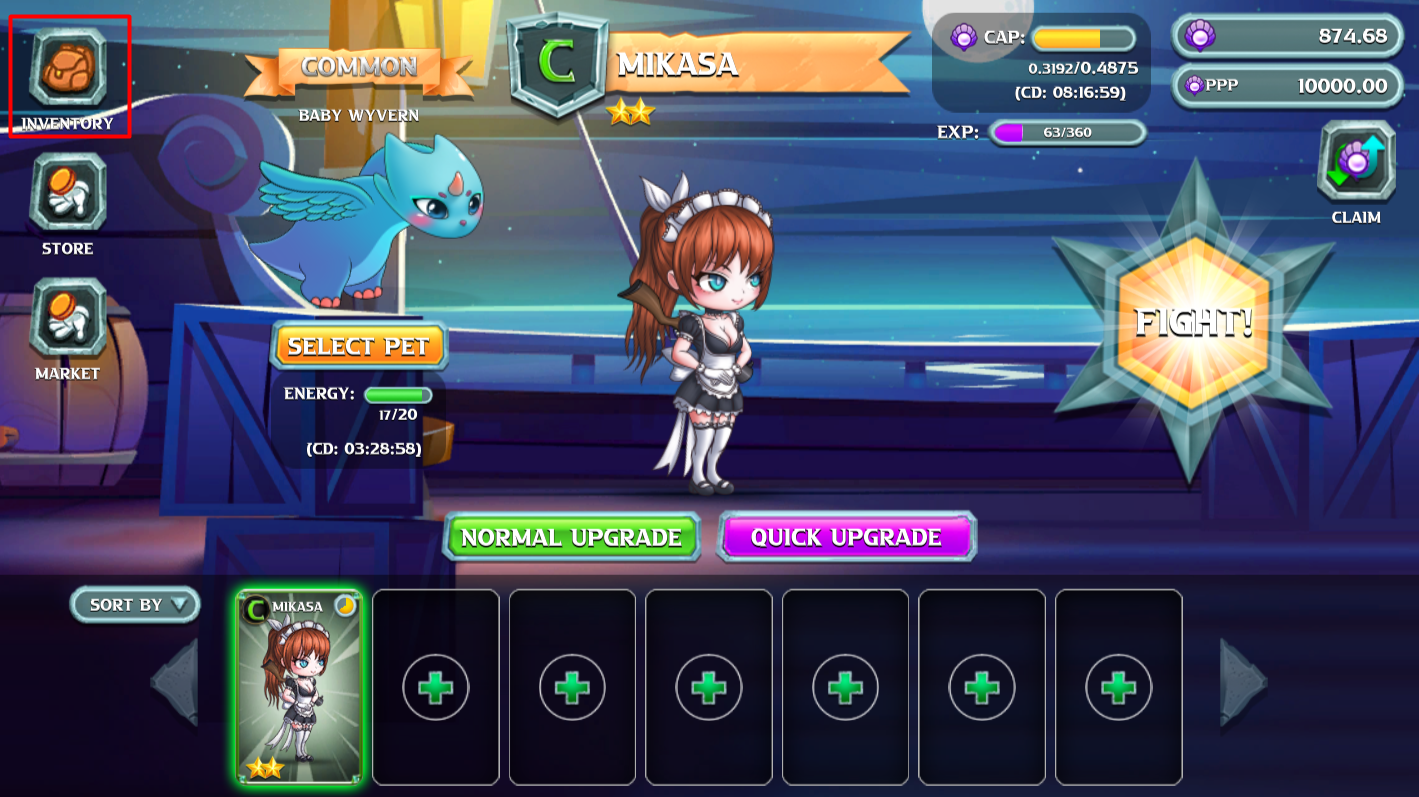 INVENTORY
STORE
MARKET
COMMON
BABY WYVERN
C
MIKASA
CAP:
0.3192/0.4875
(CD: 08:16:59)
EXP: 63/360
874.68
PPP 10000.00
CLAIM
FIGHT!
SELECT PET
ENERGY:
17/20
(CD: 03:28:58)
NORMAL UPGRADE
QUICK UPGRADE
SORT BY
C MIKASA